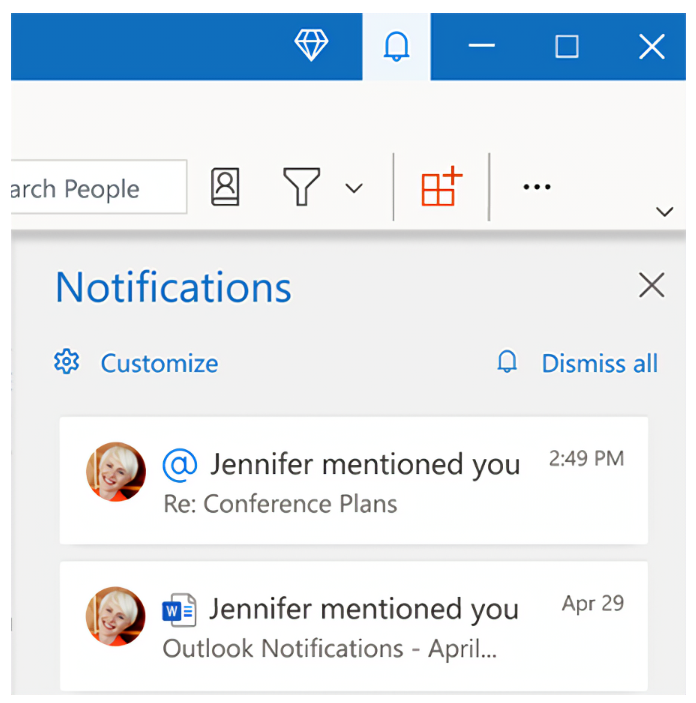 arch People
Notifications
Customize
Dismiss all
@ Jennifer mentioned you 2:49 PM
Re: Conference Plans
W Jennifer mentioned you Apr 29
Outlook Notifications - April...